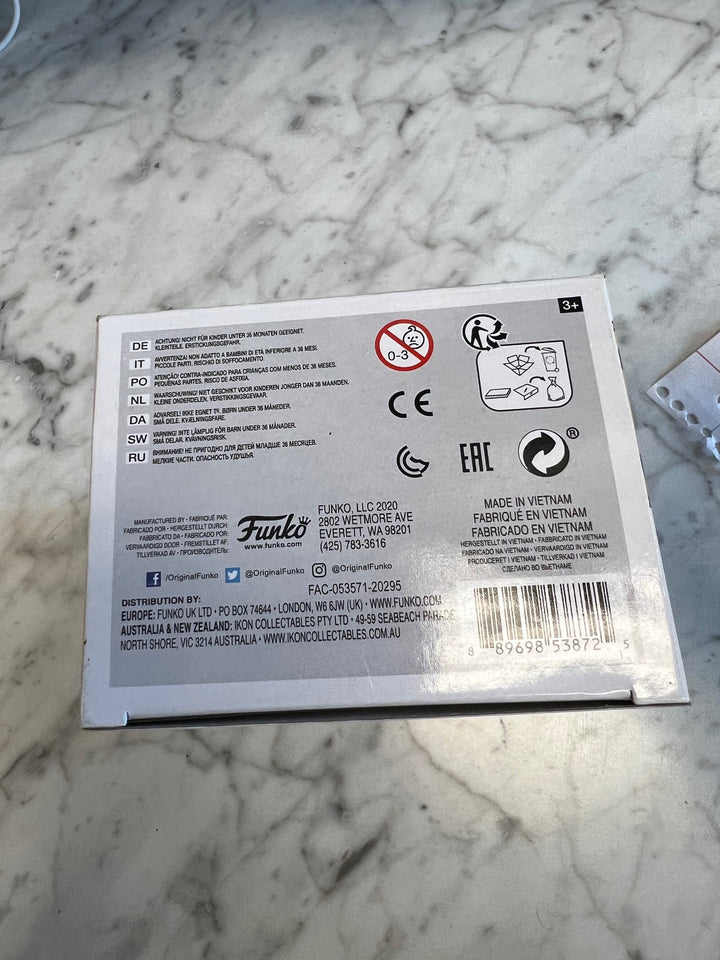 3+
DE ACHTUNG! NICHT FÜR KINDER UNTER 36 MONATEN GEEIGNET.
KLEINTEILE. ERSTICKUNGSGEFAHR.
IT AVVERTENZA! NON ADATTO A BAMBINI DI ETÀ INFERIORE A 36 MESI.
PICCOLE PARTI. RISCHIO DI SOFFOCAMENTO.
PO ATENÇÃO! CONTRA-INDICADO PARA CRIANÇAS COM MENOS DE 36 MESES.
PEQUENAS PARTES. RISCO DE ASFIXIA.
NL WAARSCHUWING! NIET GESCHIKT VOOR KINDEREN JONGER DAN 36 MAANDEN.
KLEINE ONDERDELEN. VERSTIKKINGSGEVAAR.
DA ADVARSEL! IKKE EGNET TIL BØRN UNDER 36 MÅNEDER.
SMÅ DELE. KVÆLNINGSFARE.
SW VARNING! INTE LÄMPLIG FÖR BARN UNDER 36 MÅNADER.
SMÅ DELAR. KVÄVNINGSRISK.
RU ВНИМАНИЕ! НЕ ПРИГОДНО ДЛЯ ДЕТЕЙ МЛАДШЕ 36 МЕСЯЦЕВ.
МЕЛКИЕ ЧАСТИ. ОПАСНОСТЬ УДУШЬЯ.
0-3
CE
EAC
®
MANUFACTURED BY • FABRIQUÉ PAR:
FABRICADO POR • HERGESTELLT DURCH:
FABRICATO DA • FABRICADO POR:
VERVAARDIGD DOOR • FREMSTILLET AF:
TILLVERKAD AV • ПРОИЗВОДИТЕЛЬ:
Funko
www.funko.com
FUNKO, LLC 2020
2802 WETMORE AVE
EVERETT, WA 98201
(425) 783-3616
MADE IN VIETNAM
FABRIQUÉ EN VIETNAM
FABRICADO EN VIETNAM
HERGESTELLT IN VIETNAM • FABBRICATO IN VIETNAM
FABRICADO NA VIETNAM • VERVAARDIGD IN VIETNAM
PRODUCERET I VIETNAM • TILLVERKAD I VIETNAM
СДЕЛАНО ВО ВЬЕТНАМЕ
/OriginalFunko @OriginalFunko @OriginalFunko
FAC-053571-20295
DISTRIBUTION BY:
EUROPE: FUNKO UK LTD • PO BOX 74644 • LONDON, W6 6JW (UK) • WWW.FUNKO.COM
AUSTRALIA & NEW ZEALAND: IKON COLLECTABLES PTY LTD • 49-59 SEABEACH PARADE
NORTH SHORE, VIC 3214 AUSTRALIA • WWW.IKONCOLLECTABLES.COM.AU
8 89698 53872 5